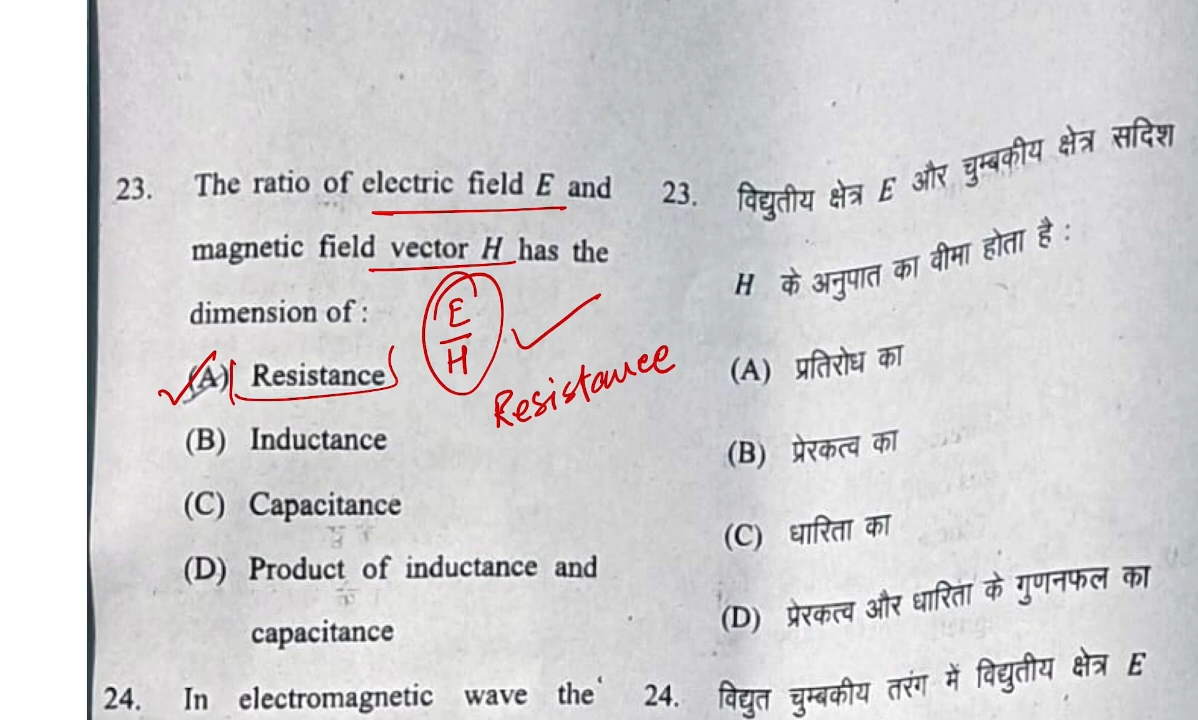 23. The ratio of electric field E and
magnetic field vector H has the
dimension of :
(A) Resistance
(B) Inductance
(C) Capacitance
(D) Product of inductance and
capacitance
24. In electromagnetic wave the
E
H
Resistance
23. विद्युतीय क्षेत्र E और चुम्बकीय क्षेत्र सदिश
H के अनुपात का वीमा होता है :
(A) प्रतिरोध का
(B) प्रेरकत्व का
(C) धारिता का
(D) प्रेरकत्व और धारिता के गुणनफल का
24. विद्युत चुम्बकीय तरंग में विद्युतीय क्षेत्र E